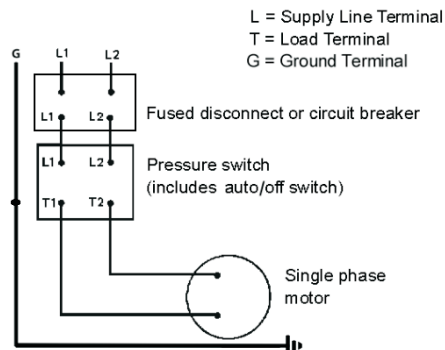 L = Supply Line Terminal
T = Load Terminal
G = Ground Terminal
G L1 L2
Fused disconnect or circuit breaker
L1 L2
L1 L2
Pressure switch
(includes auto/off switch)
T1 T2
Single phase
motor